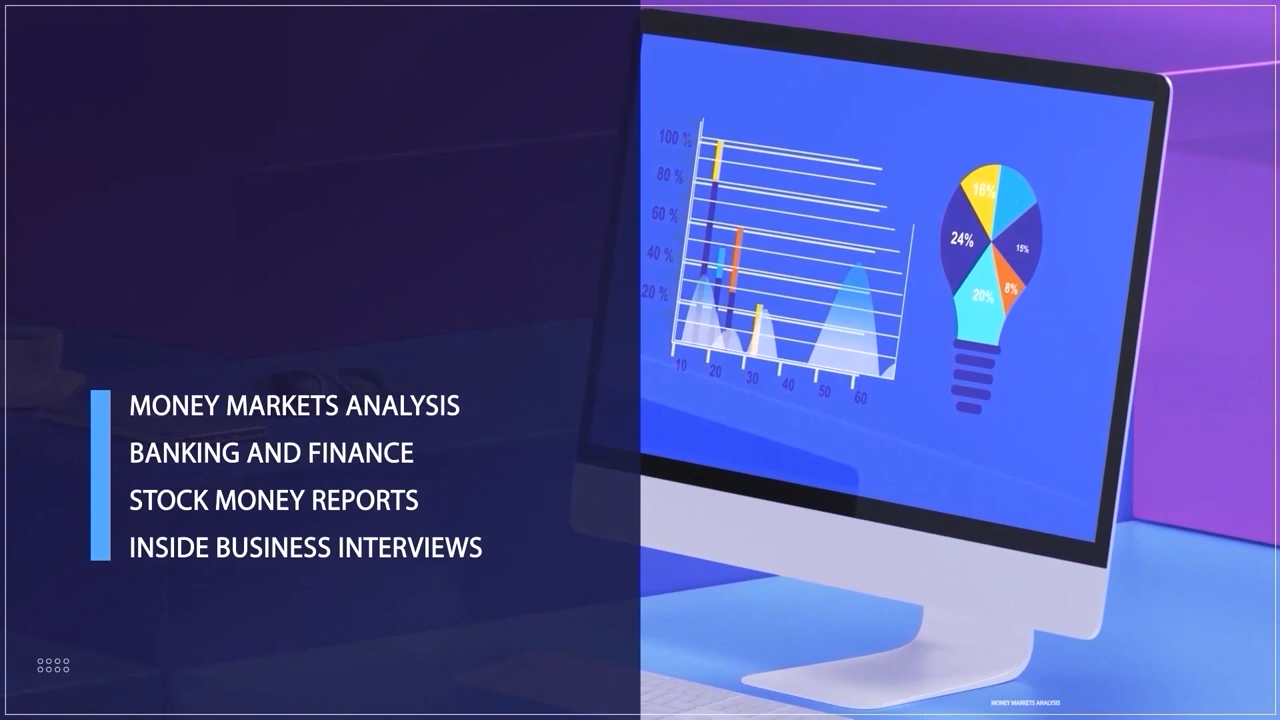 MONEY MARKETS ANALYSIS
BANKING AND FINANCE
STOCK MONEY REPORTS
INSIDE BUSINESS INTERVIEWS
100 %
80 %
60 %
40 %
20 %
10 20 30 40 50 60
16%
24%
15%
20%
8%
MONEY MARKETS ANALYSIS